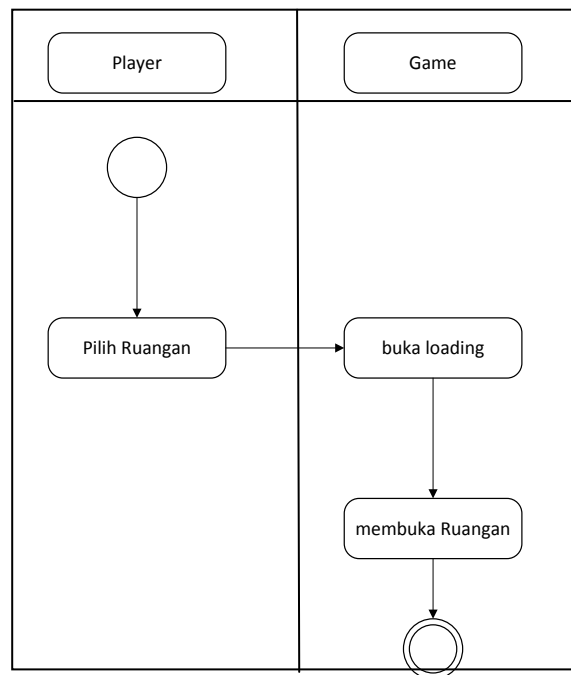 Player
Game
Pilih Ruangan
buka loading
membuka Ruangan